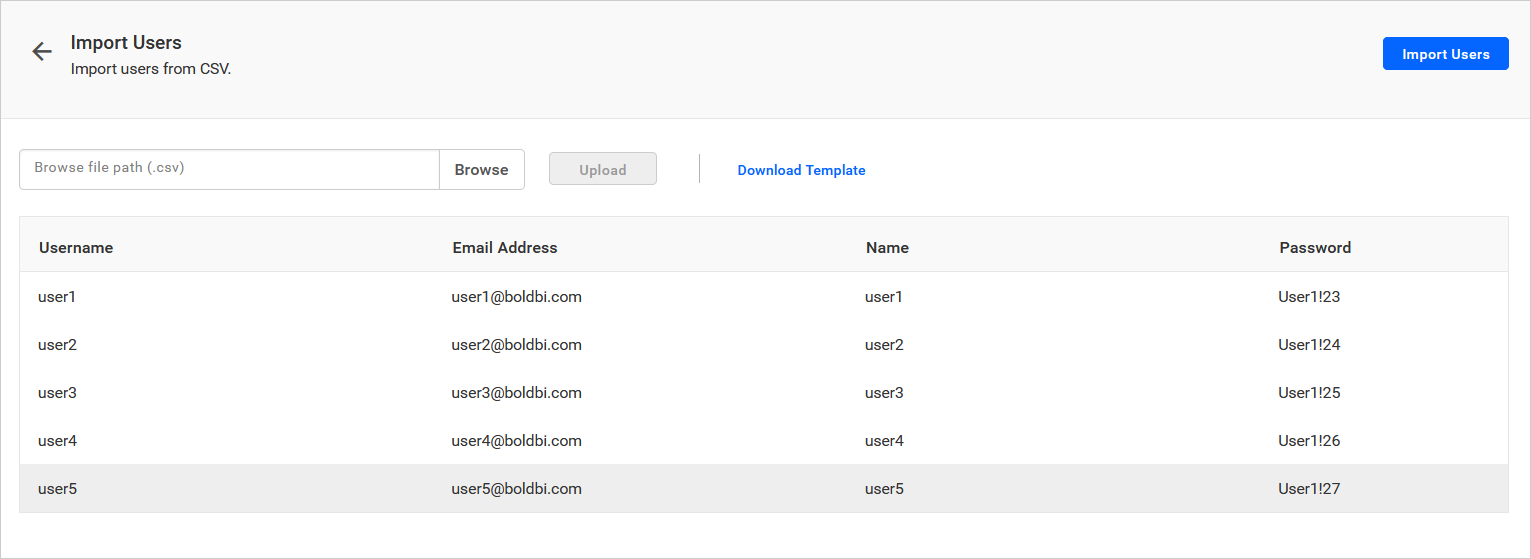 Import Users
Import users from CSV.
Import Users
Browse file path (.csv)
Browse
Upload
Download Template
Username Email Address Name Password
user1 user1@boldbi.com user1 User1!23
user2 user2@boldbi.com user2 User1!24
user3 user3@boldbi.com user3 User1!25
user4 user4@boldbi.com user4 User1!26
user5 user5@boldbi.com user5 User1!27